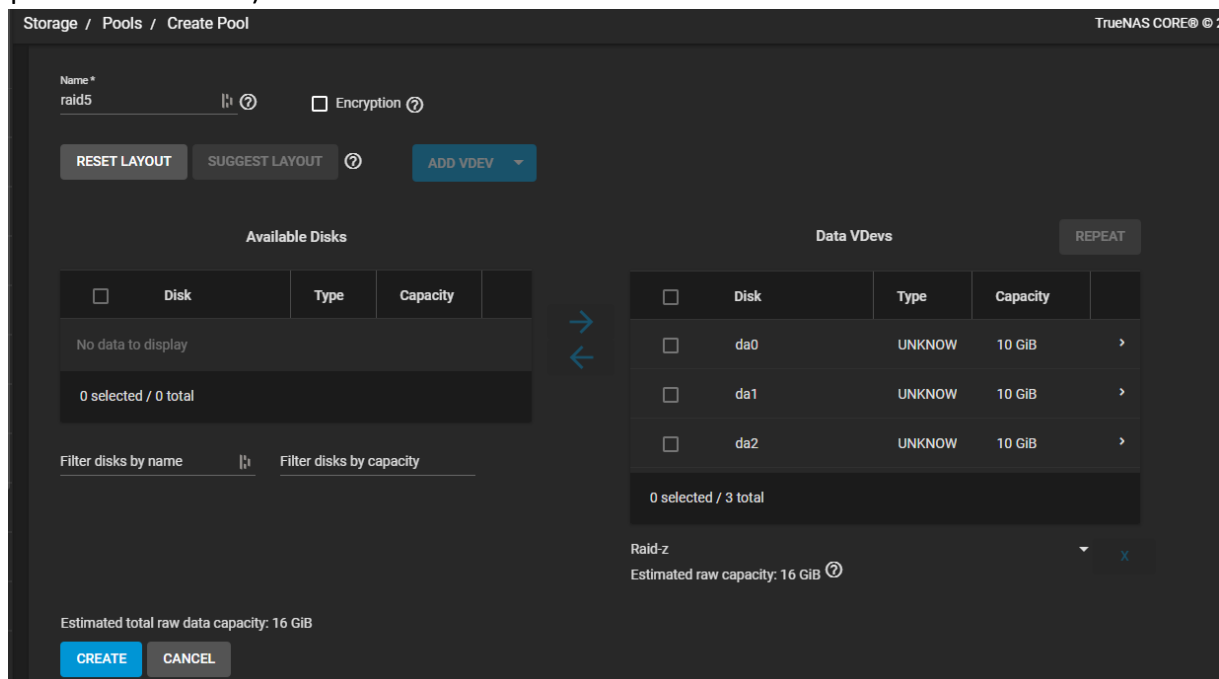 Storage / Pools / Create Pool
TrueNAS CORE® ©
Name *
raid5
Encryption
RESET LAYOUT
SUGGEST LAYOUT
ADD VDEV
Available Disks
Disk Type Capacity
No data to display
0 selected / 0 total
Filter disks by name
Filter disks by capacity
Data VDevs
REPEAT
Disk Type Capacity
da0 UNKNOW 10 GiB
da1 UNKNOW 10 GiB
da2 UNKNOW 10 GiB
0 selected / 3 total
Raid-z
X
Estimated raw capacity: 16 GiB
Estimated total raw data capacity: 16 GiB
CREATE
CANCEL